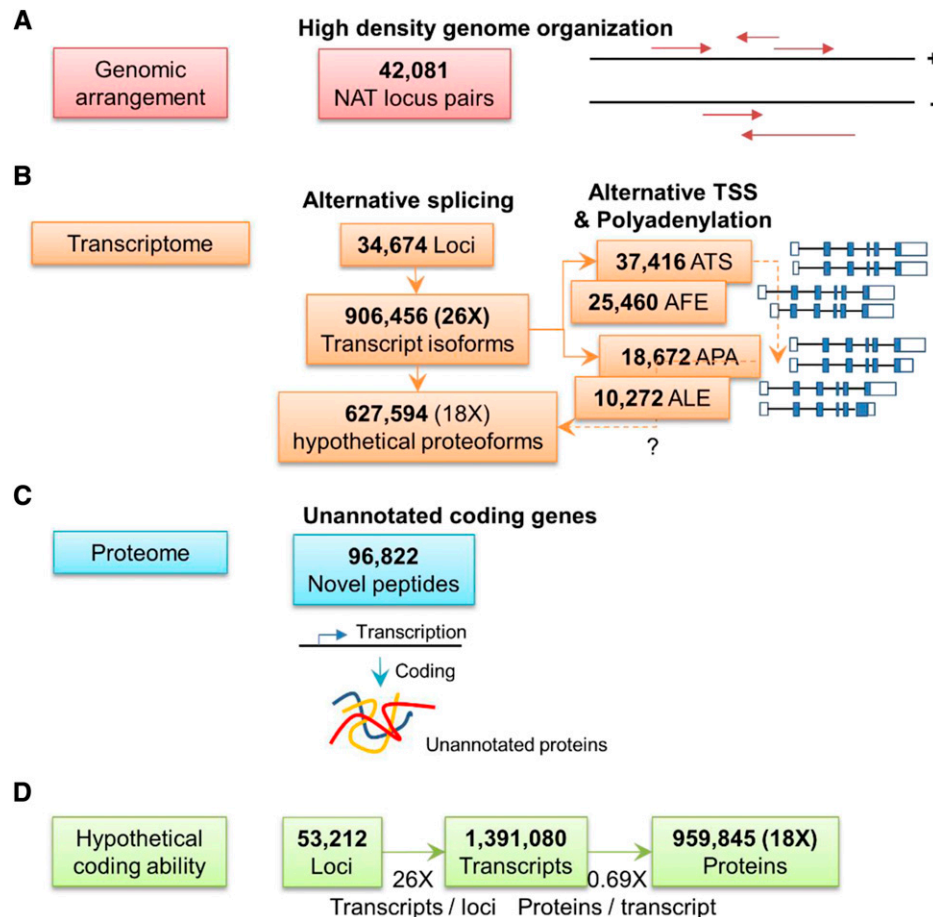 A
High density genome organization
Genomic
arrangement
42,081
NAT locus pairs
+
-
B
Transcriptome
Alternative splicing
Alternative TSS
& Polyadenylation
34,674 Loci
906,456 (26X)
Transcript isoforms
627,594 (18X)
hypothetical proteoforms
37,416 ATS
25,460 AFE
18,672 APA
10,272 ALE
?
C
Unannotated coding genes
Proteome
96,822
Novel peptides
Transcription
Coding
Unannotated proteins
D
Hypothetical
coding ability
53,212
Loci
26X
Transcripts / loci
1,391,080
Transcripts
0.69X
Proteins / transcript
959,845 (18X)
Proteins